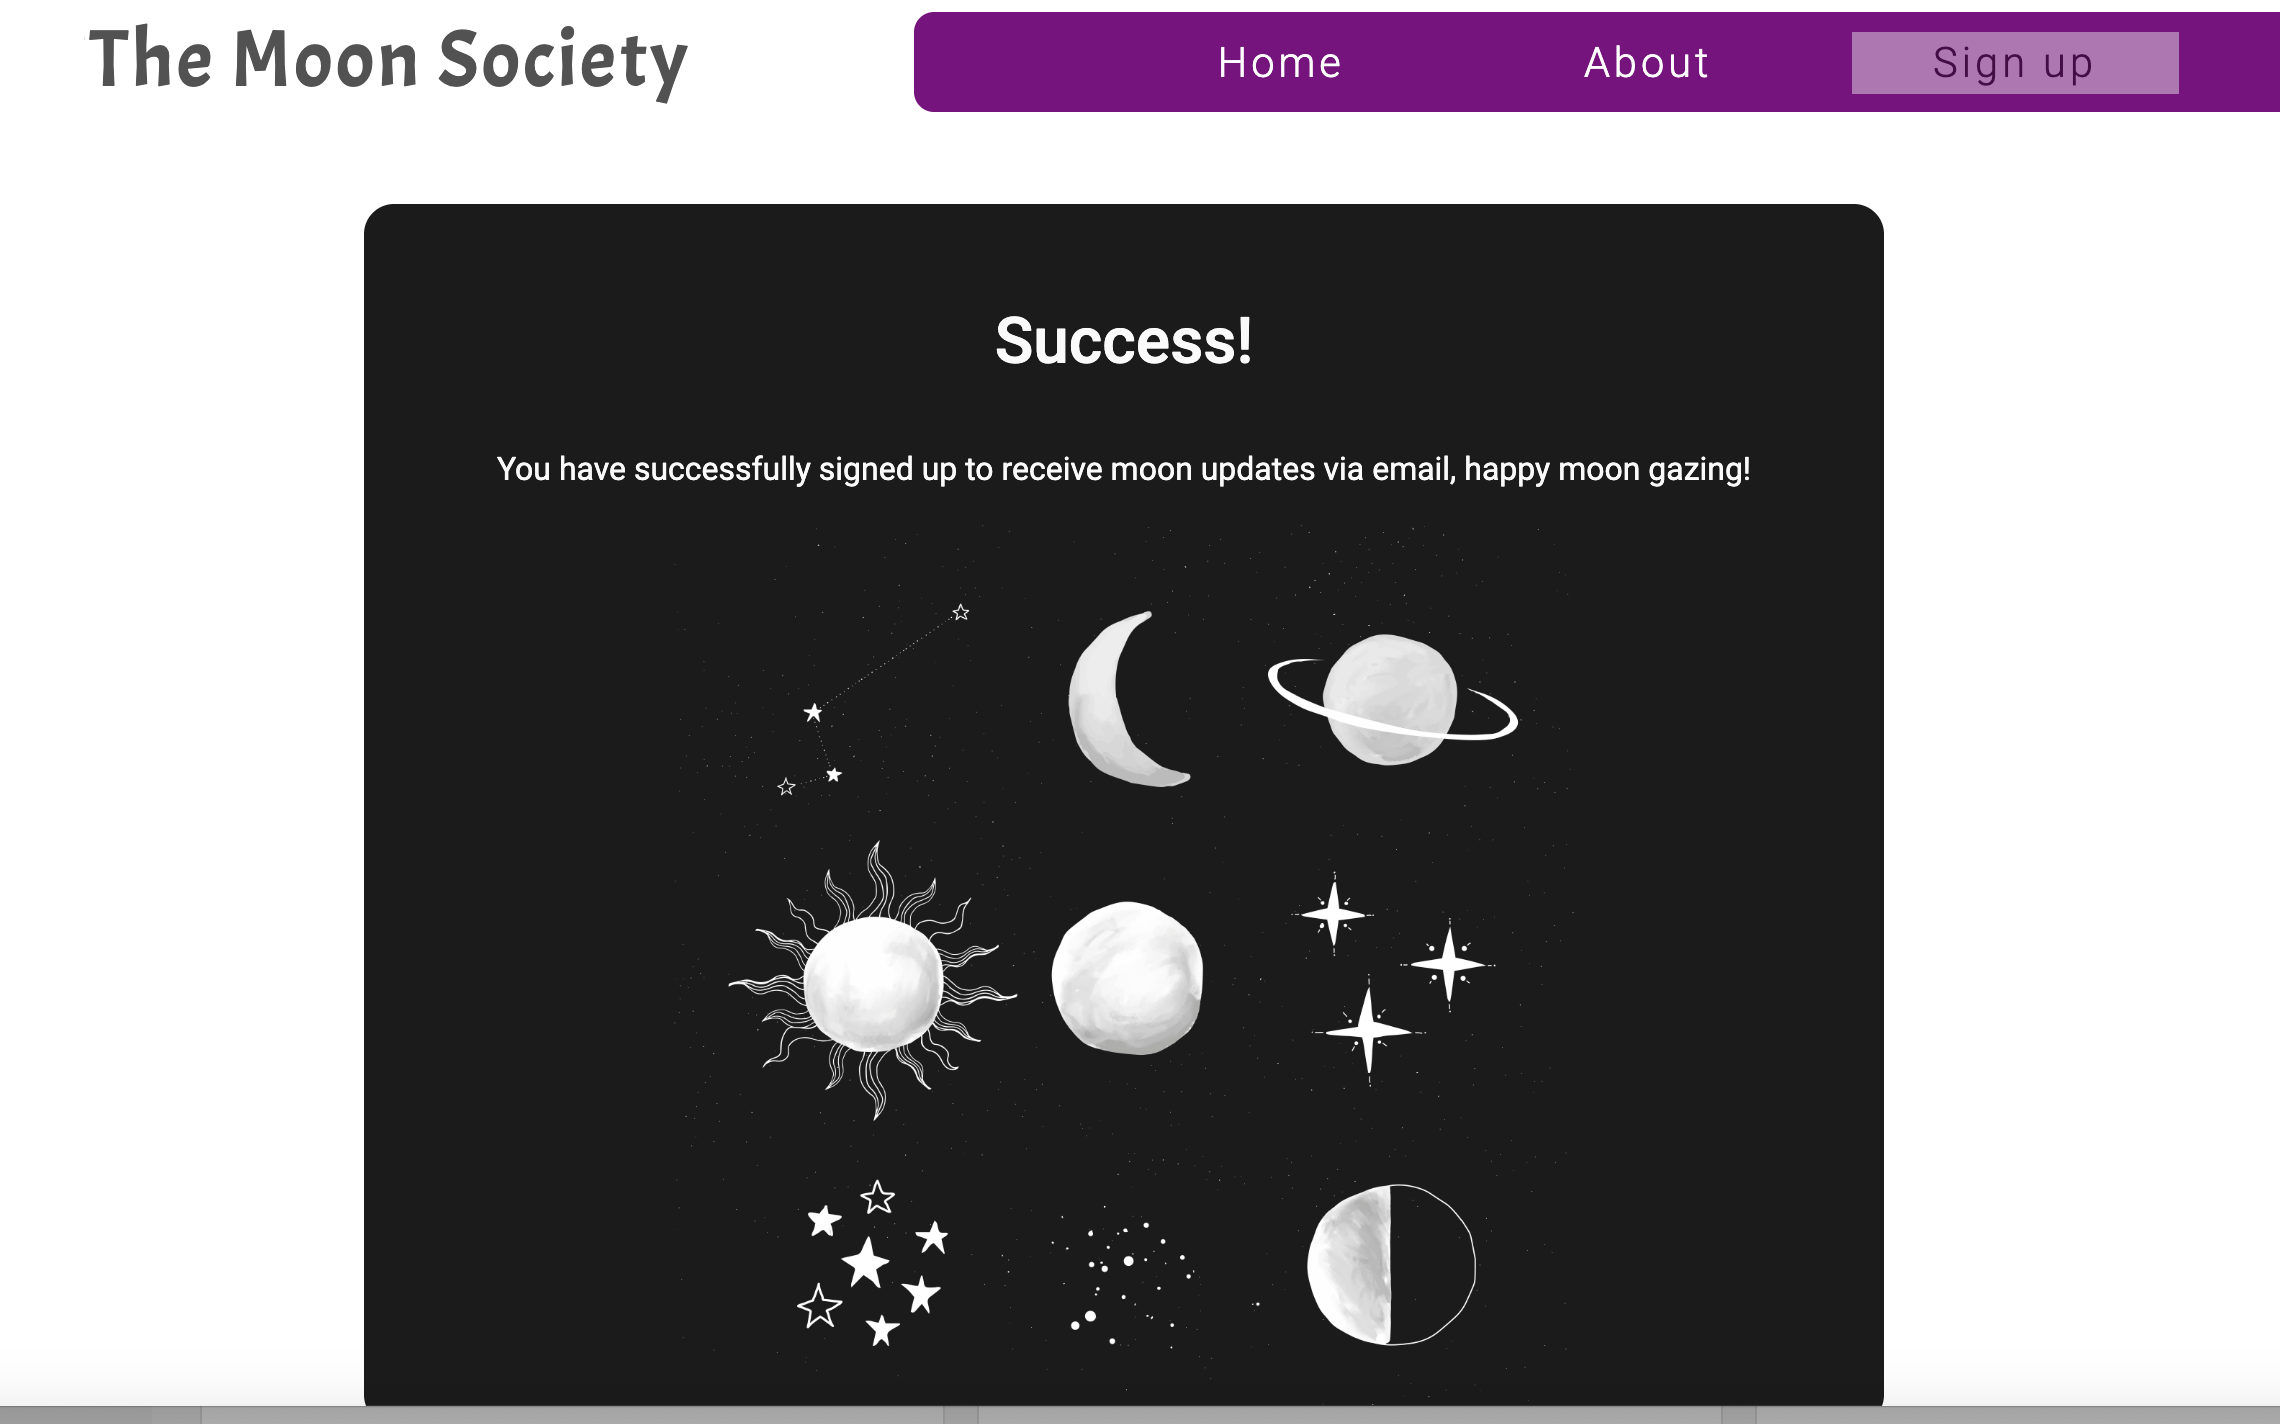 The Moon Society
Home About Sign up
Success!
You have successfully signed up to receive moon updates via email, happy moon gazing!